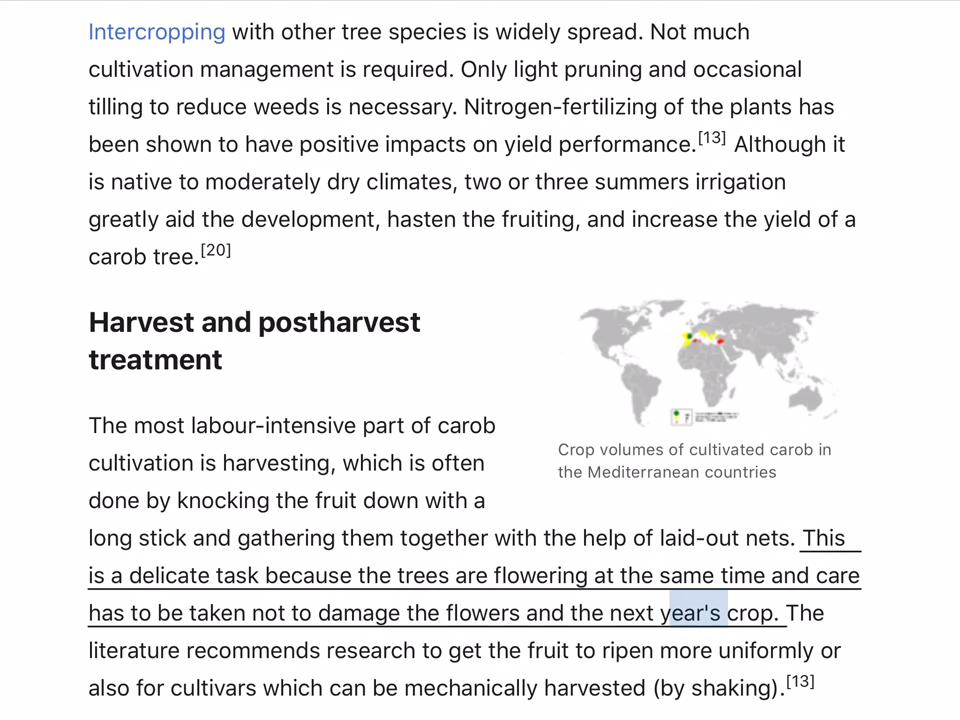 Intercropping with other tree species is widely spread. Not much
cultivation management is required. Only light pruning and occasional
tilling to reduce weeds is necessary. Nitrogen-fertilizing of the plants has
been shown to have positive impacts on yield performance.[13] Although it
is native to moderately dry climates, two or three summers irrigation
greatly aid the development, hasten the fruiting, and increase the yield of a
carob tree.[20]
Harvest and postharvest
treatment
The most labour-intensive part of carob
cultivation is harvesting, which is often
done by knocking the fruit down with a
Crop volumes of cultivated carob in
the Mediterranean countries
long stick and gathering them together with the help of laid-out nets. This
is a delicate task because the trees are flowering at the same time and care
has to be taken not to damage the flowers and the next year's crop. The
literature recommends research to get the fruit to ripen more uniformly or
also for cultivars which can be mechanically harvested (by shaking).[13]